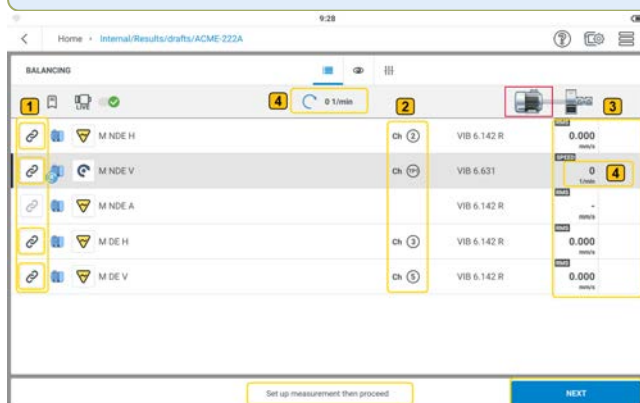 9:28
Home › Internal/Results/drafts/ACME-222A
BALANCING
4 0 1/min
1 2 3
M NDE H Ch 2 VIB 6.142 R RMS 0.000 mm/s
M NDE V Ch TP1 VIB 6.631 SPEED 0 1/min 4
M NDE A VIB 6.142 R RMS - mm/s
M DE H Ch 3 VIB 6.142 R RMS 0.000 mm/s
M DE V Ch 5 VIB 6.142 R RMS 0.000 mm/s
Set up measurement then proceed
NEXT